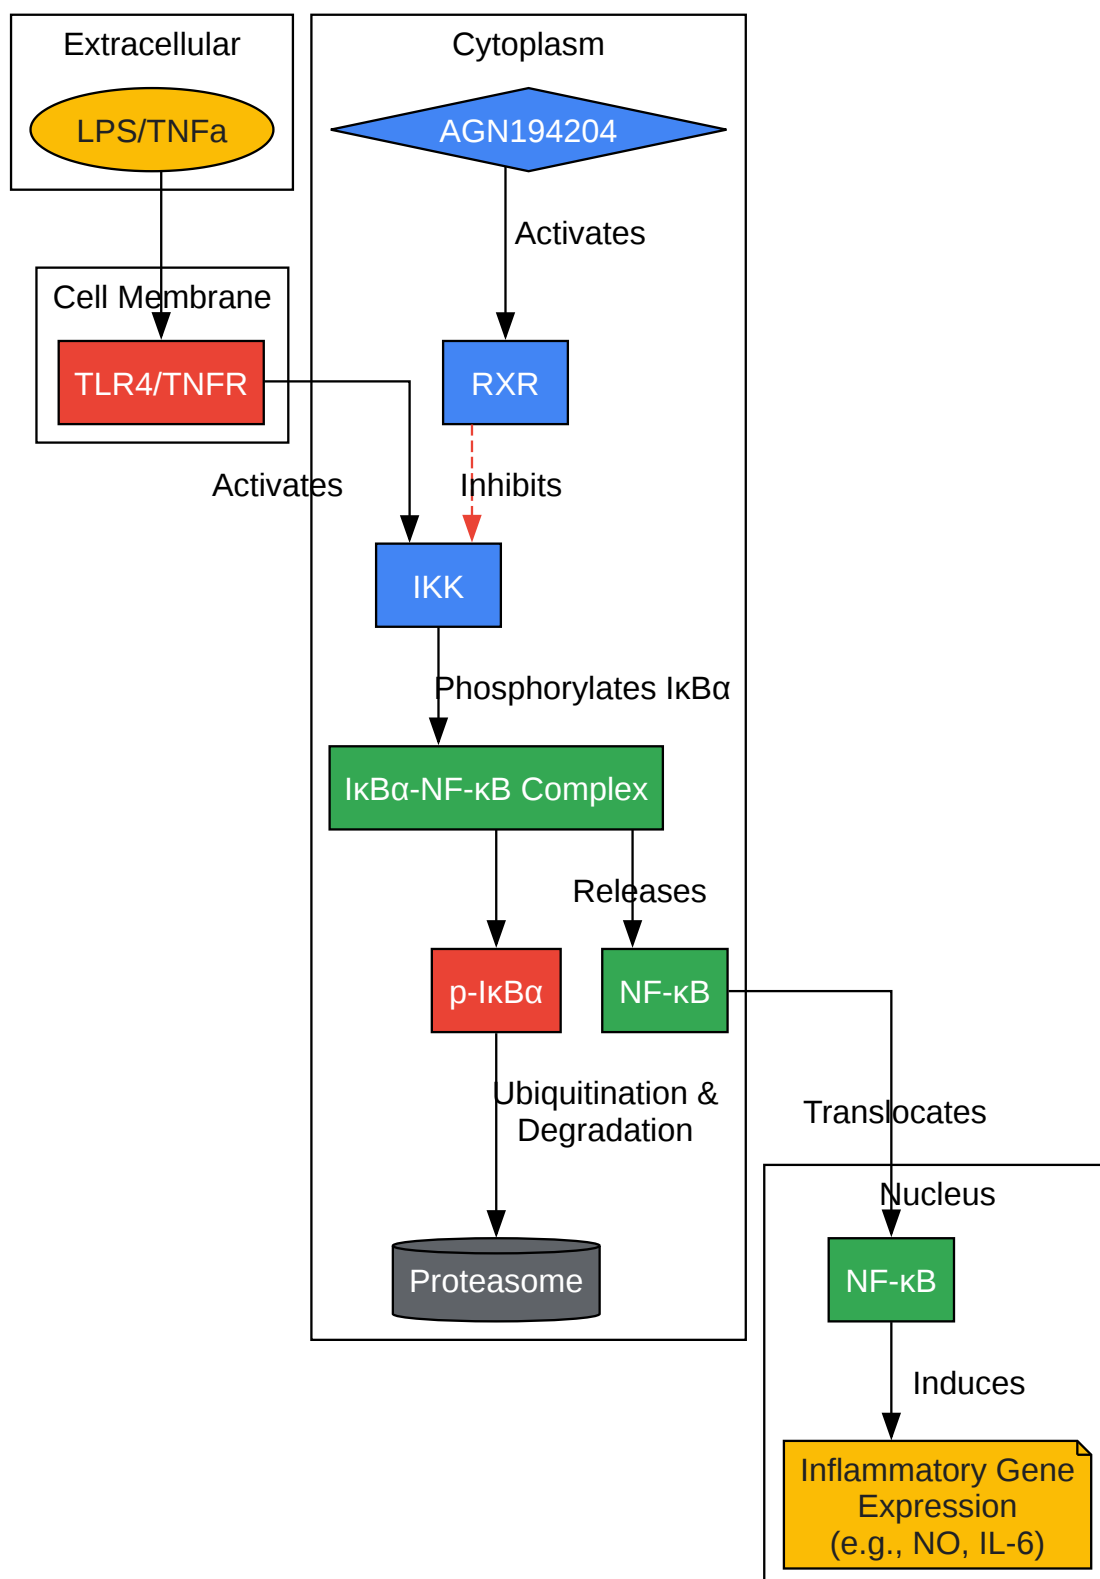 Extracellular
Cytoplasm
LPS/TNFa
AGN194204
Activates
Cell Membrane
TLR4/TNFR
RXR
Activates
Inhibits
IKK
Phosphorylates IκBα
IκBα-NF-κB Complex
Releases
p-IκBα
NF-κB
Ubiquitination &
Degradation
Translocates
Nucleus
Proteasome
NF-κB
Induces
Inflammatory Gene
Expression
(e.g., NO, IL-6)